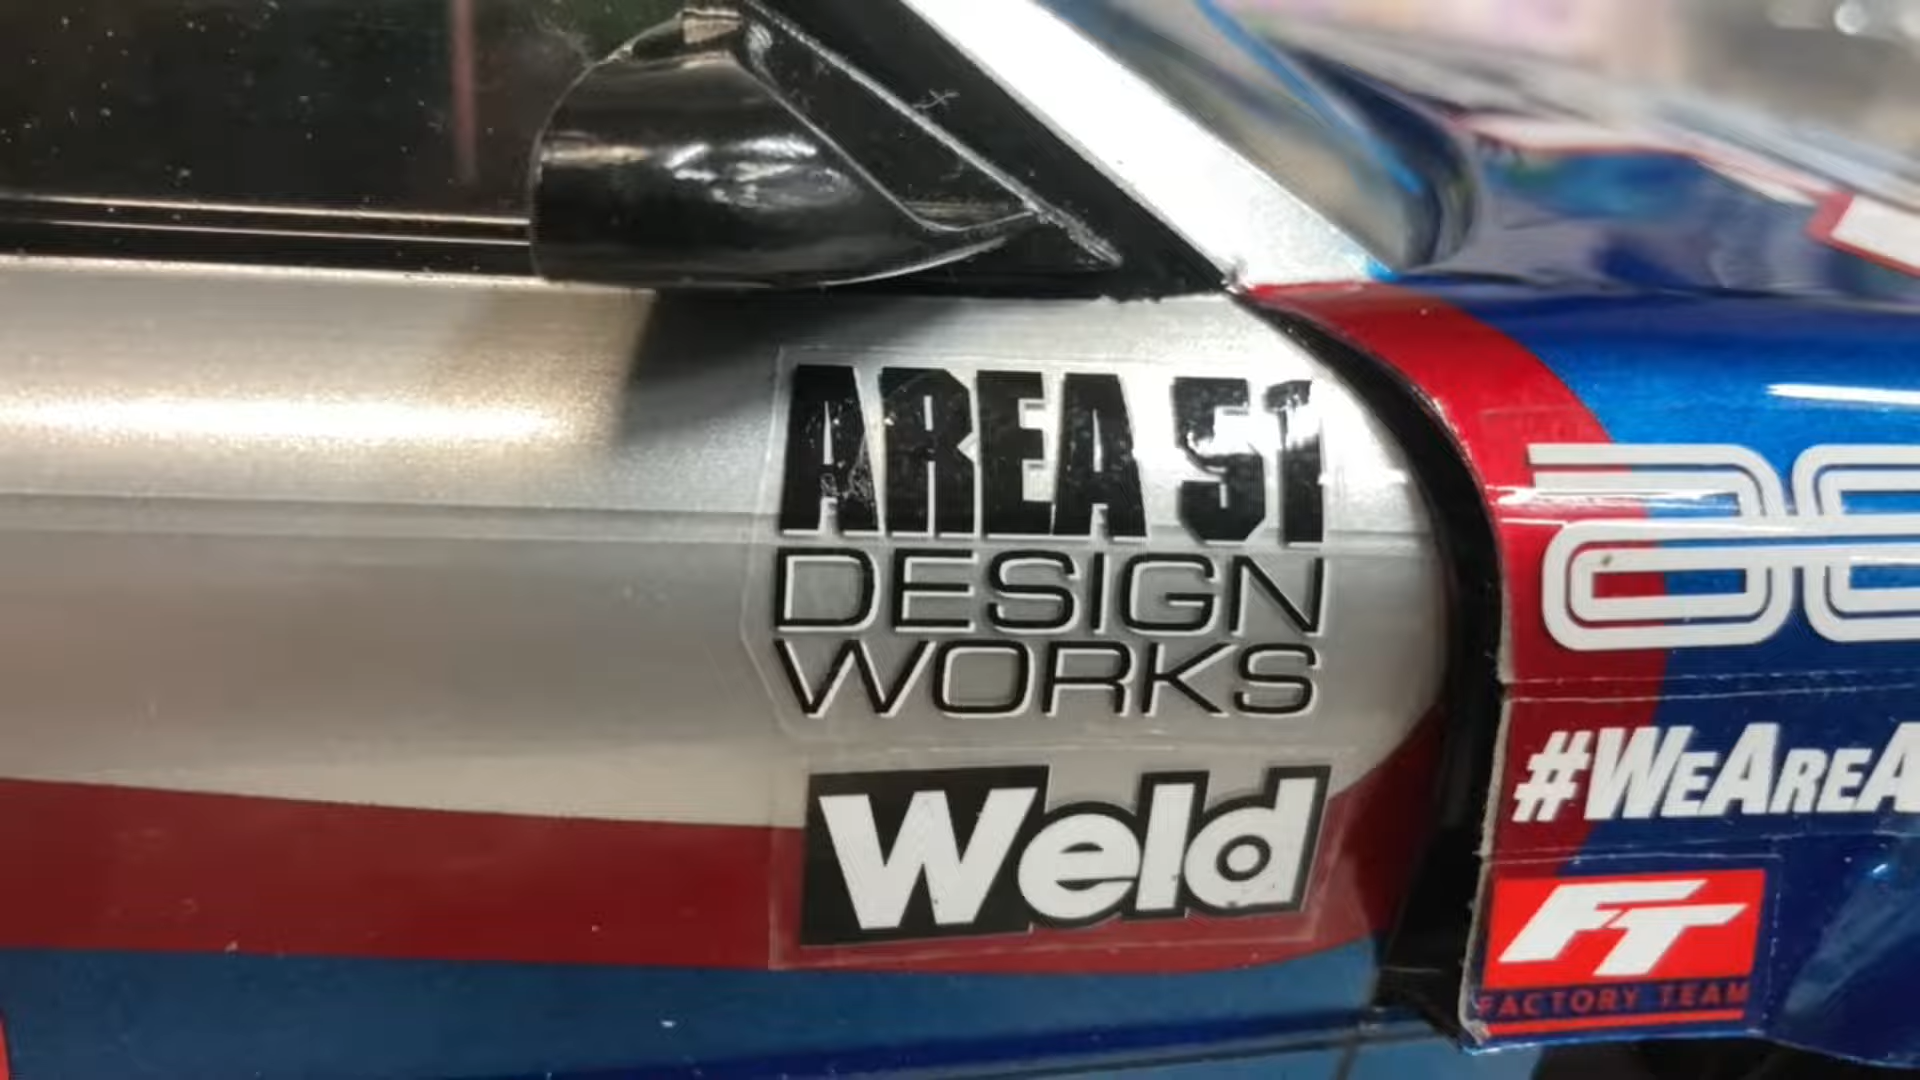 AREA 51
DESIGN
WORKS
Weld
#WEAREA
FT
FACTORY TEAM